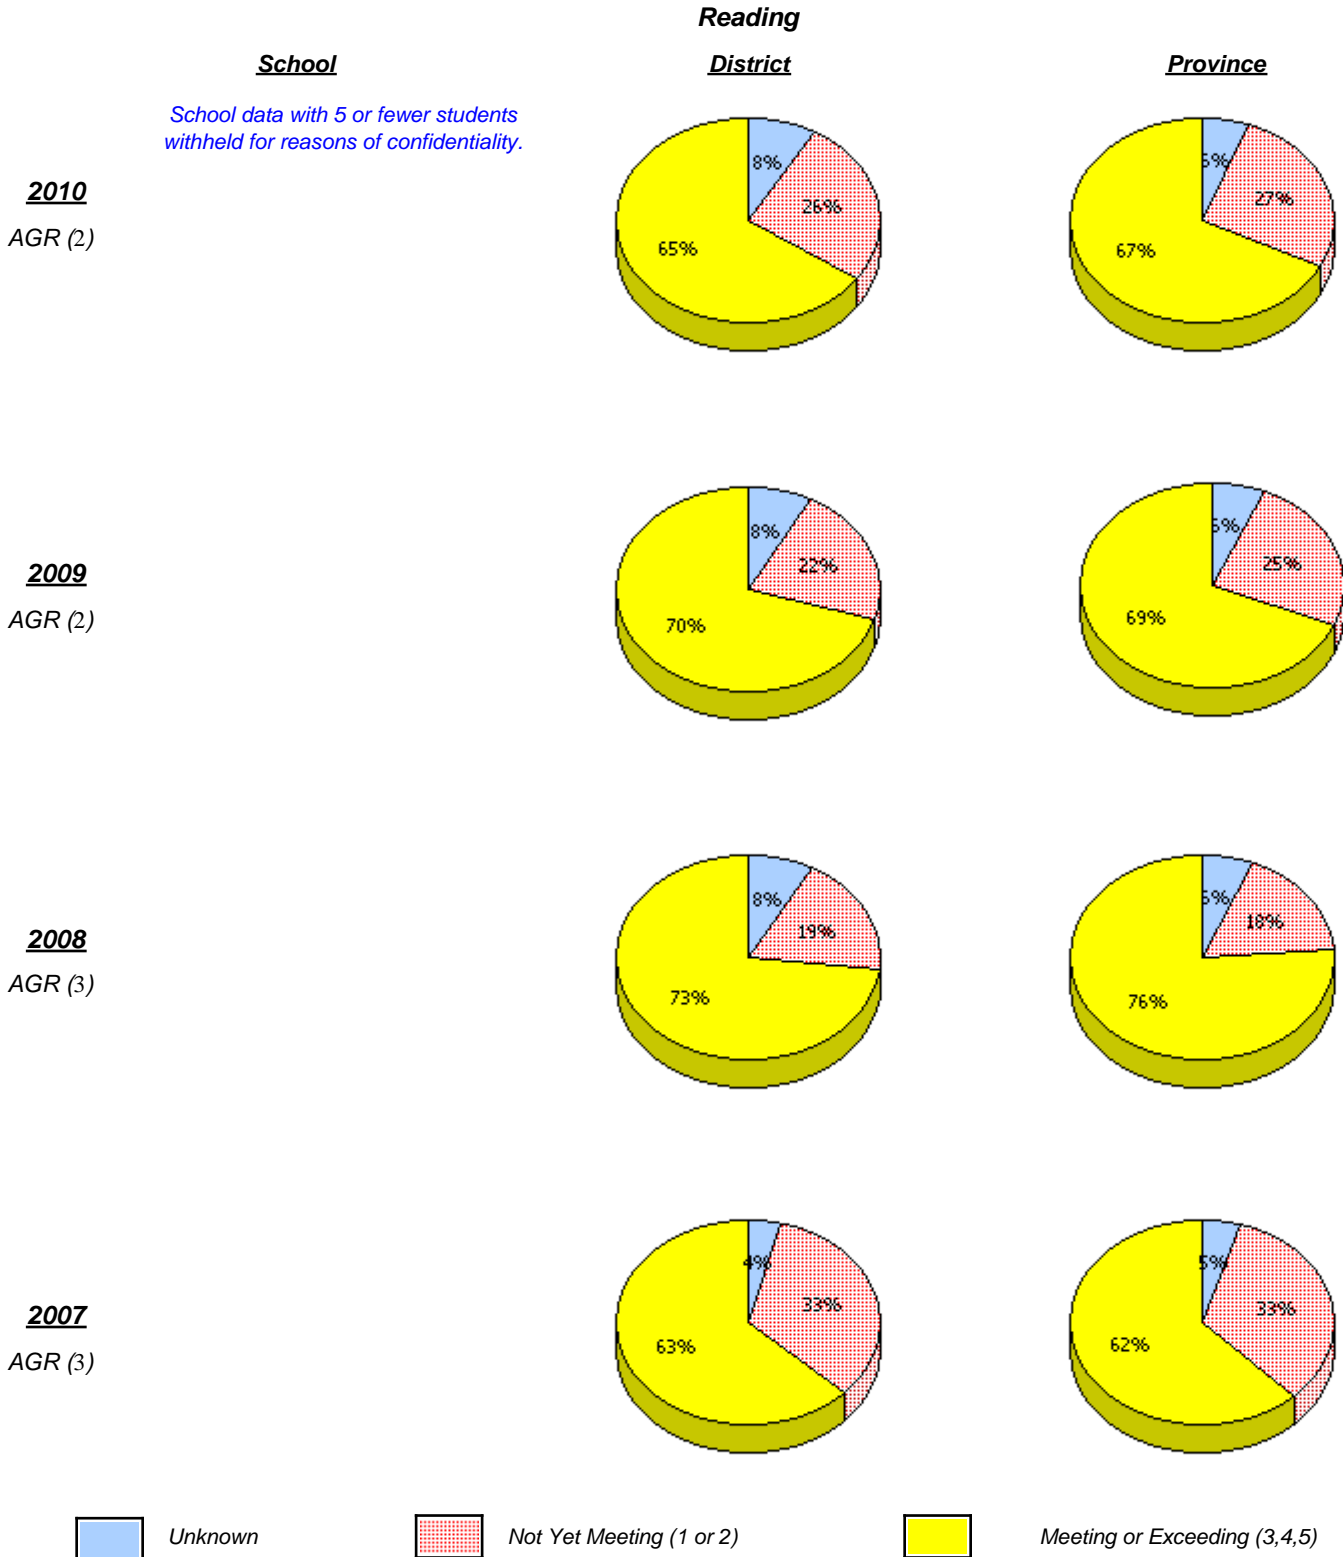 Reading
School District Province
School data with 5 or fewer students
withheld for reasons of confidentiality.
2010
AGR (2)
8%
26%
65%
27%
67%
2009
AGR (2)
8%
22%
70%
25%
69%
2008
AGR (3)
8%
19%
73%
18%
76%
2007
AGR (3)
4%
33%
63%
5%
33%
62%
Unknown Not Yet Meeting (1 or 2) Meeting or Exceeding (3,4,5)